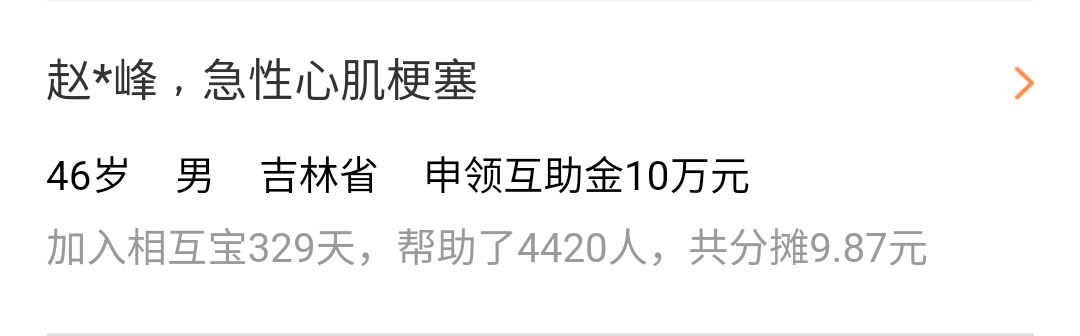 赵*峰，急性心肌梗塞
46岁 男 吉林省 申领互助金10万元
加入相互宝329天，帮助了4420人，共分摊9.87元